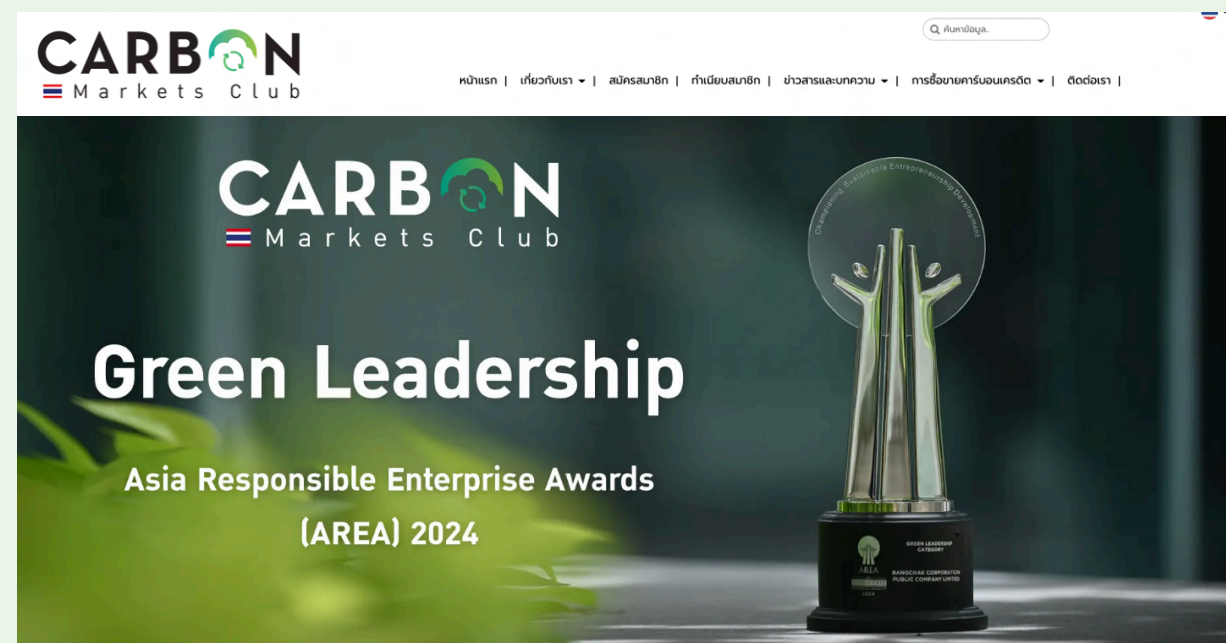 CARBON
Markets Club
ค้นหาข้อมูล..
หน้าแรก | เกี่ยวกับเรา | สมัครสมาชิก | ทำเนียบสมาชิก | ข่าวสารและบทความ | การซื้อขายคาร์บอนเครดิต | ติดต่อเรา |
CARBON
Markets Club
Green Leadership
Asia Responsible Enterprise Awards
(AREA) 2024
Championing Sustainable Entrepreneurship Development
AREA
2024
GREEN LEADERSHIP
CATEGORY
BANGCHAK CORPORATION
PUBLIC COMPANY LIMITED